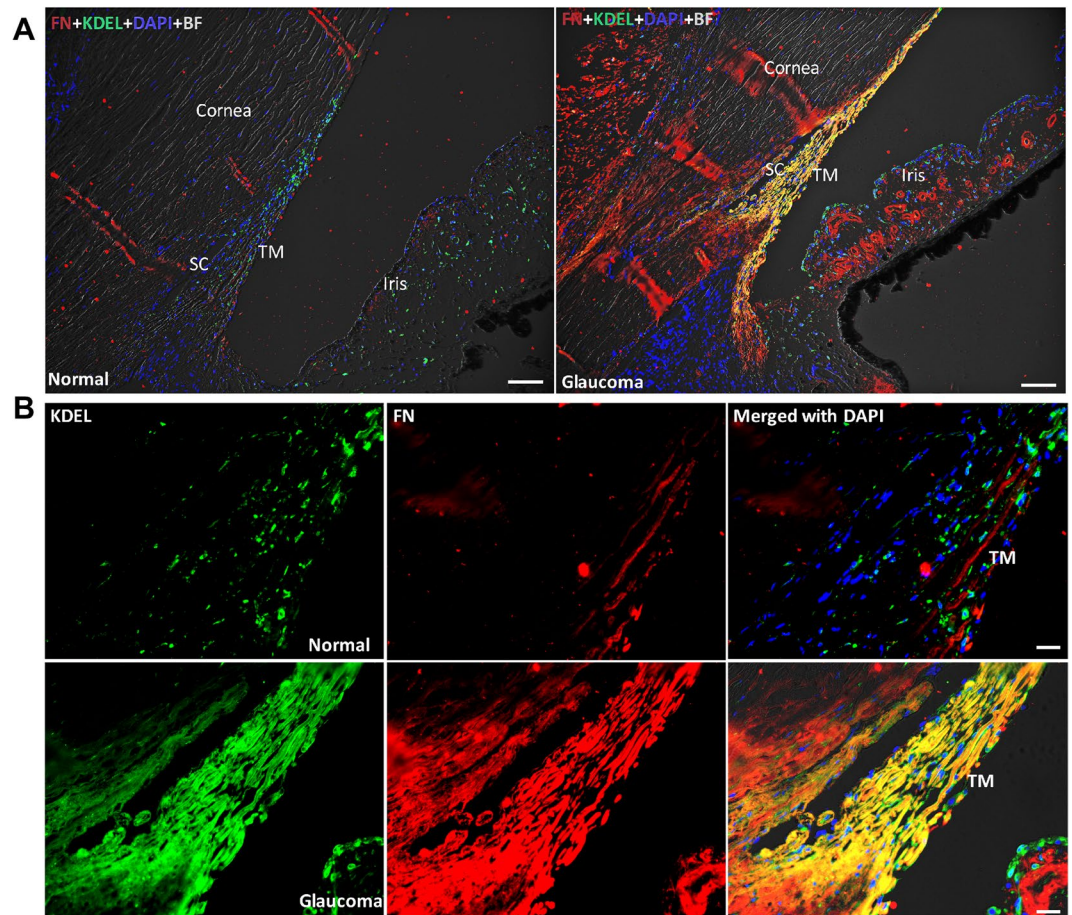 A
FN+KDEL+DAPI+BF
Cornea
SC
TM
Iris
Normal
FN+KDEL+DAPI+BF
Cornea
SC
TM
Iris
Glaucoma
B
KDEL
Normal
FN
Merged with DAPI
TM
Glaucoma
TM